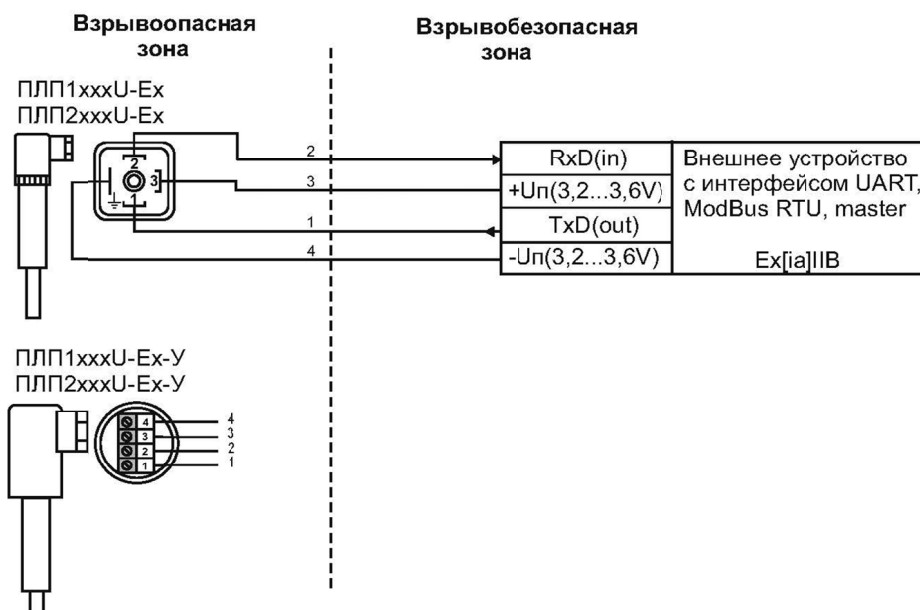 Взрывоопасная
зона
Взрывобезопасная
зона
ПЛП1xxxU-Ex
ПЛП2xxxU-Ex
2
3
1
2
3
1
4
RxD(in)
+Uп(3,2...3,6V)
TxD(out)
-Uп(3,2...3,6V)
Внешнее устройство
с интерфейсом UART,
ModBus RTU, master
Ex[ia]IIB
ПЛП1xxxU-Ex-У
ПЛП2xxxU-Ex-У
4 4
3 3
2 2
1 1